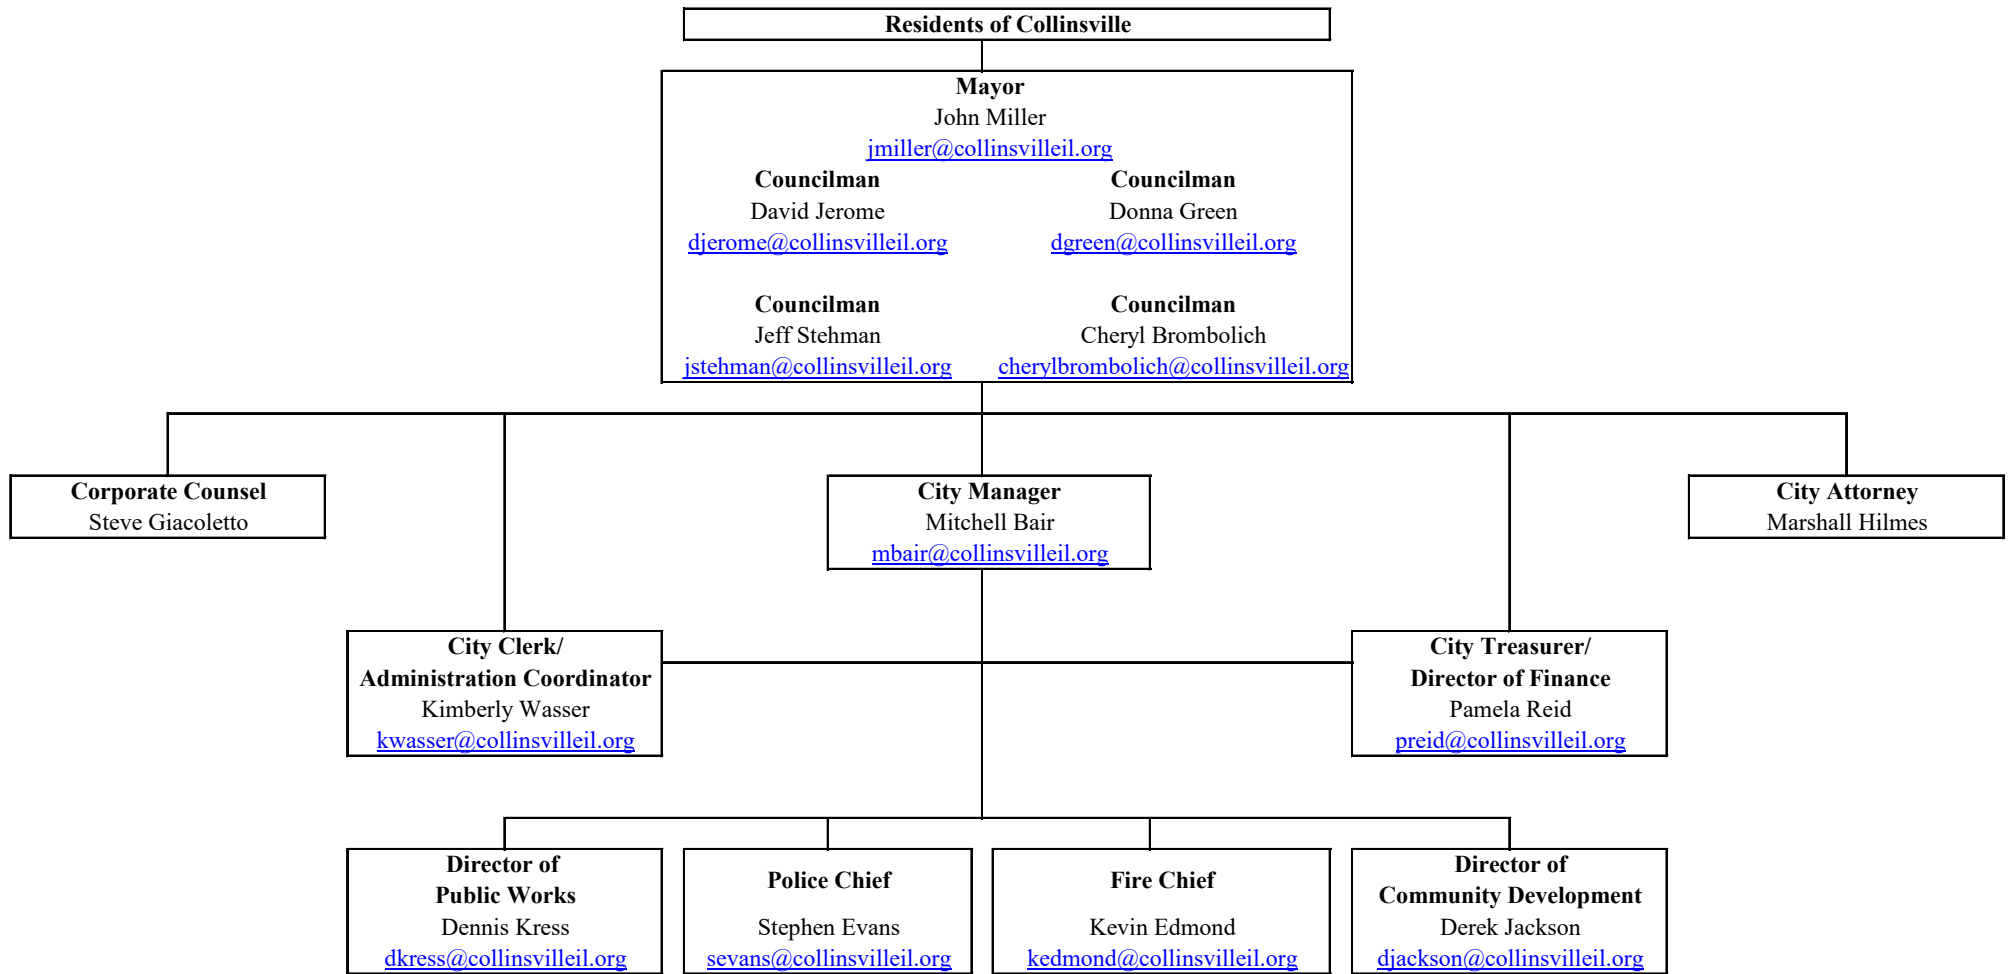 Residents of Collinsville
Mayor
John Miller
jmiller@collinsvilleil.org
Councilman
David Jerome
djerome@collinsvilleil.org
Councilman
Donna Green
dgreen@collinsvilleil.org
Councilman
Jeff Stehman
jstehman@collinsvilleil.org
Councilman
Cheryl Brombolich
cherylbrombolich@collinsvilleil.org
Corporate Counsel
Steve Giacoletto
City Manager
Mitchell Bair
mbair@collinsvilleil.org
City Attorney
Marshall Hilmes
City Clerk/
Administration Coordinator
Kimberly Wasser
kwasser@collinsvilleil.org
City Treasurer/
Director of Finance
Pamela Reid
preid@collinsvilleil.org
Director of
Public Works
Dennis Kress
dkress@collinsvilleil.org
Police Chief
Stephen Evans
sevans@collinsvilleil.org
Fire Chief
Kevin Edmond
kedmond@collinsvilleil.org
Director of
Community Development
Derek Jackson
djackson@collinsvilleil.org